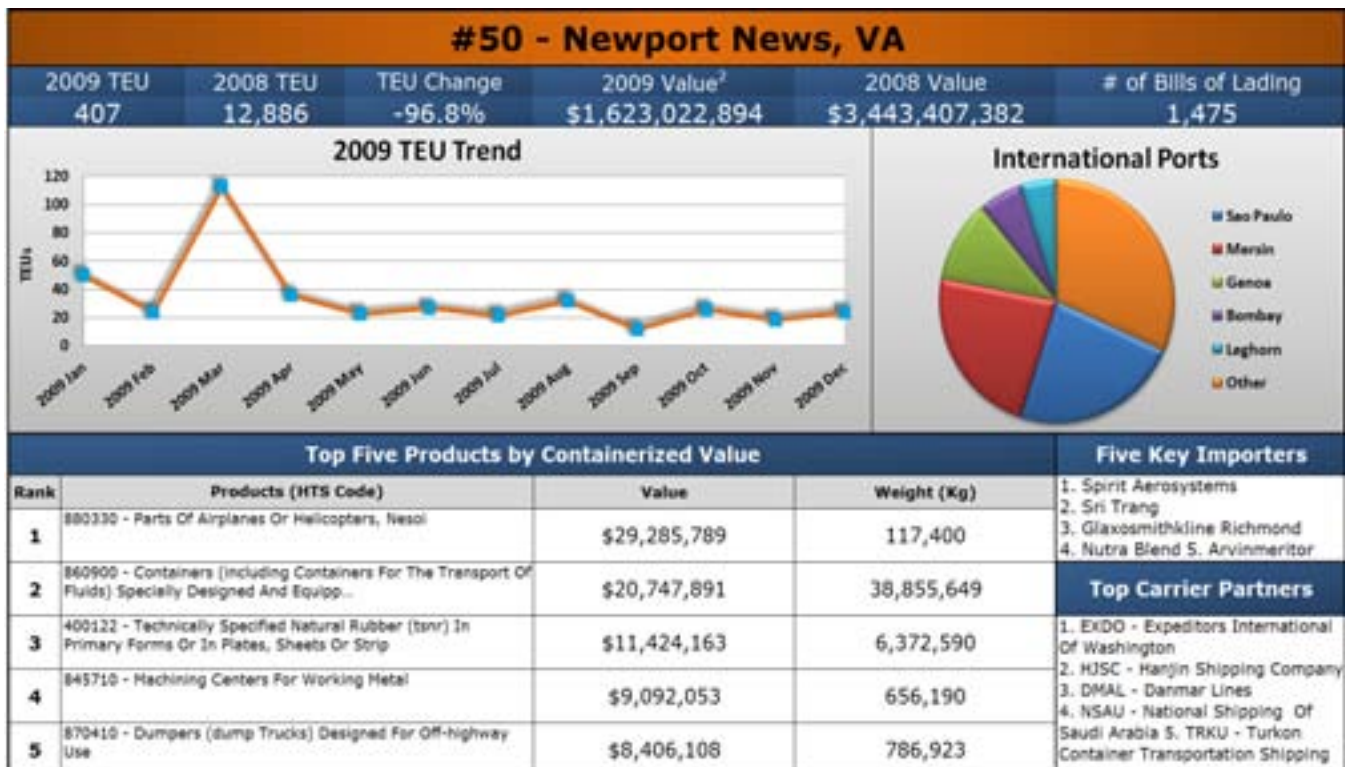 #50 - Newport News, VA
2009 TEU 2008 TEU TEU Change 2009 Value2 2008 Value # of Bills of Lading
407 12,886 -96.8% $1,623,022,894 $3,443,407,382 1,475
2009 TEU Trend
120
100
80
60
40
20
0
TEUs
2009 Jan 2009 Feb 2009 Mar 2009 Apr 2009 May 2009 Jun 2009 Jul 2009 Aug 2009 Sep 2009 Oct 2009 Nov 2009 Dec
International Ports
Sao Paulo
Mersin
Genoa
Bombay
Leghorn
Other
Top Five Products by Containerized Value
Rank Products (HTS Code) Value Weight (Kg)
1 880330 - Parts Of Airplanes Or Helicopters, Nesoi $29,285,789 117,400
2 860900 - Containers (including Containers For The Transport Of
Fluids) Specially Designed And Equipp... $20,747,891 38,855,649
3 400122 - Technically Specified Natural Rubber (tsnr) In
Primary Forms Or In Plates, Sheets Or Strip $11,424,163 6,372,590
4 845710 - Machining Centers For Working Metal $9,092,053 656,190
5 870410 - Dumpers (dump Trucks) Designed For Off-highway
Use $8,406,108 786,923
Five Key Importers
1. Spirit Aerosystems
2. Sri Trang
3. Glaxosmithkline Richmond
4. Nutra Blend 5. Arvinmeritor
Top Carrier Partners
1. EXDO - Expeditors International
Of Washington
2. HJSC - Hanjin Shipping Company
3. DMAL - Danmar Lines
4. NSAU - National Shipping Of
Saudi Arabia 5. TRKU - Turkon
Container Transportation Shipping